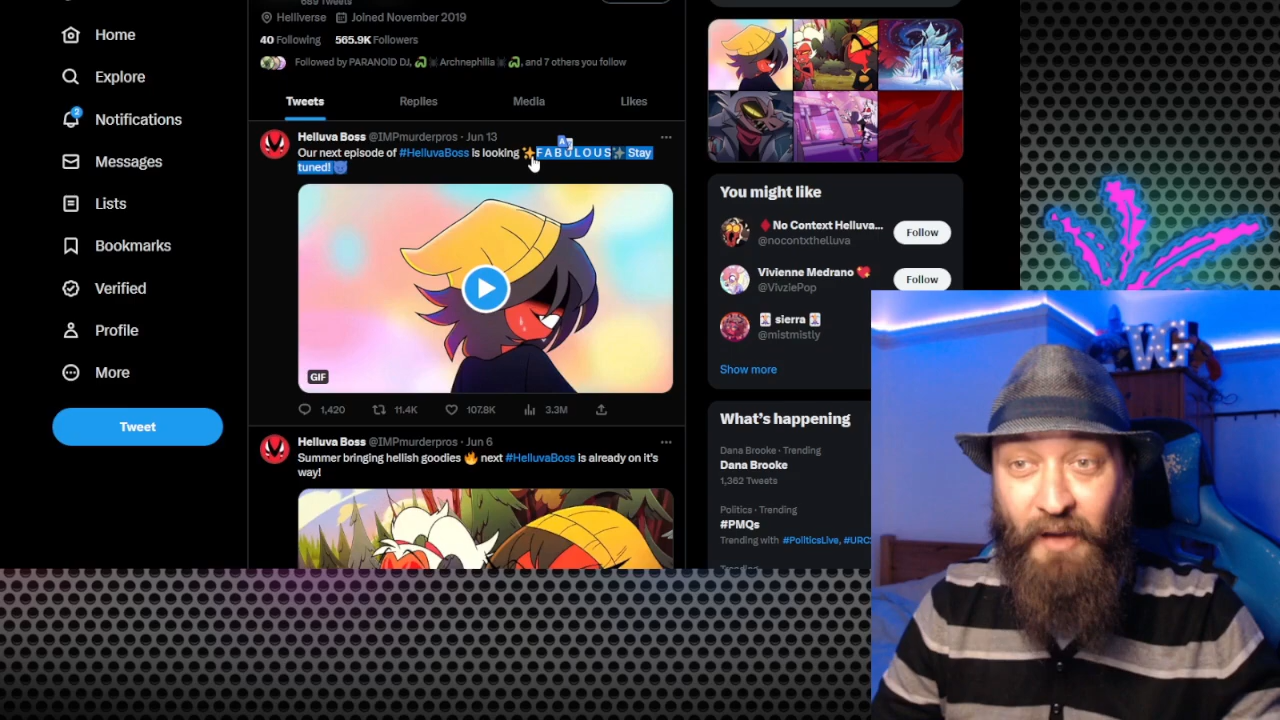 Home
Explore
2
Notifications
Messages
Lists
Bookmarks
Verified
Profile
More
Tweet
Helliverse Joined November 2019
40 Following 565.9K Followers
Followed by PARANOiD DJ, Archnephilia, and 7 others you follow
Tweets Replies Media Likes
Helluva Boss @IMPmurderpros · Jun 13
Our next episode of #HelluvaBoss is looking ✨FABULOUS✨ Stay
tuned! 😈
GIF
1,420 11.4K 107.8K 3.3M
Helluva Boss @IMPmurderpros · Jun 6
Summer bringing hellish goodies 🔥 next #HelluvaBoss is already on it's
way!
You might like
♦️No Context Helluva...
@nocontxthelluva
Follow
Vivienne Medrano 💖
@VivziePop
Follow
🃏 sierra 🃏
@mistmistly
Show more
What's happening
Dana Brooke · Trending
Dana Brooke
1,362 Tweets
Politics · Trending
#PMQs
Trending with #PoliticsLive, #URC
VG